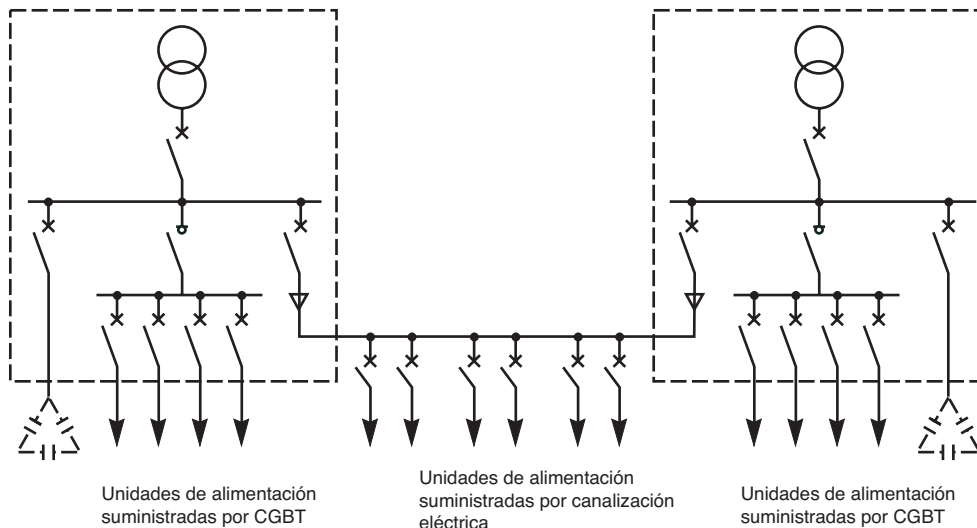 Unidades de alimentación
suministradas por CGBT
Unidades de alimentación
suministradas por canalización
eléctrica
Unidades de alimentación
suministradas por CGBT